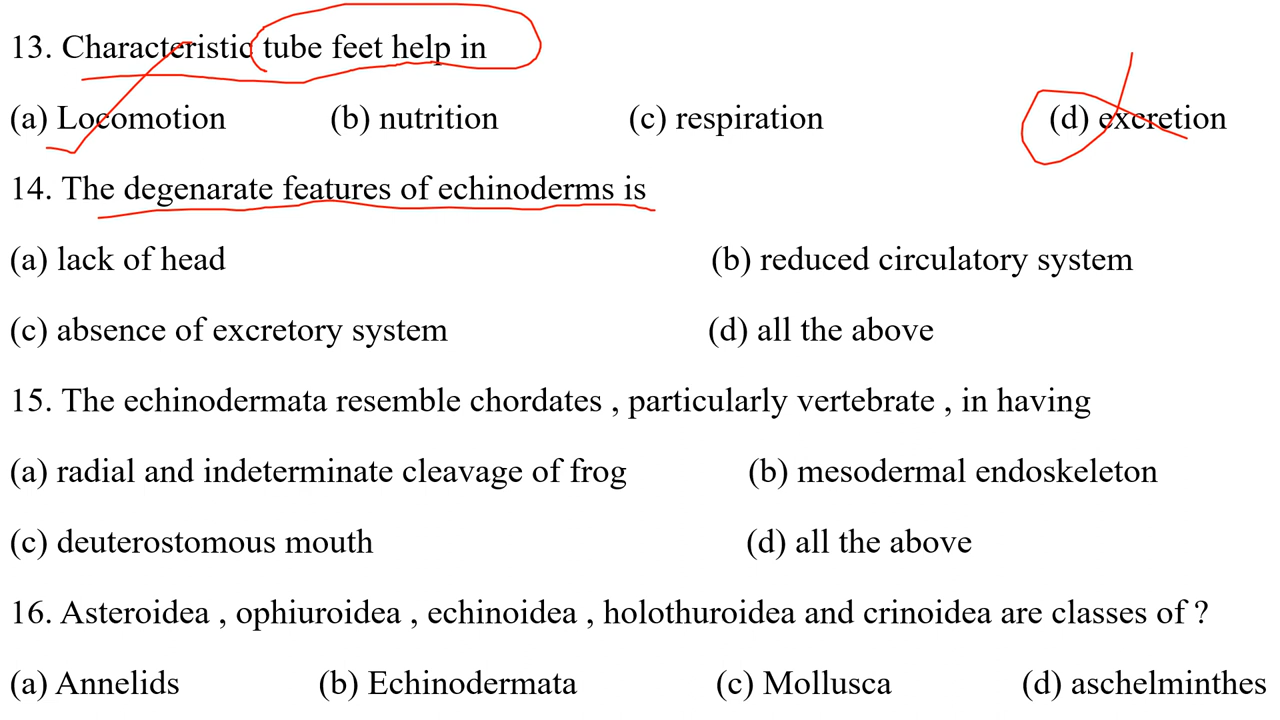 13. Characteristic tube feet help in
(a) Locomotion (b) nutrition (c) respiration (d) excretion
14. The degenarate features of echinoderms is
(a) lack of head (b) reduced circulatory system
(c) absence of excretory system (d) all the above
15. The echinodermata resemble chordates , particularly vertebrate , in having
(a) radial and indeterminate cleavage of frog (b) mesodermal endoskeleton
(c) deuterostomous mouth (d) all the above
16. Asteroidea , ophiuroidea , echinoidea , holothuroidea and crinoidea are classes of ?
(a) Annelids (b) Echinodermata (c) Mollusca (d) aschelminthes